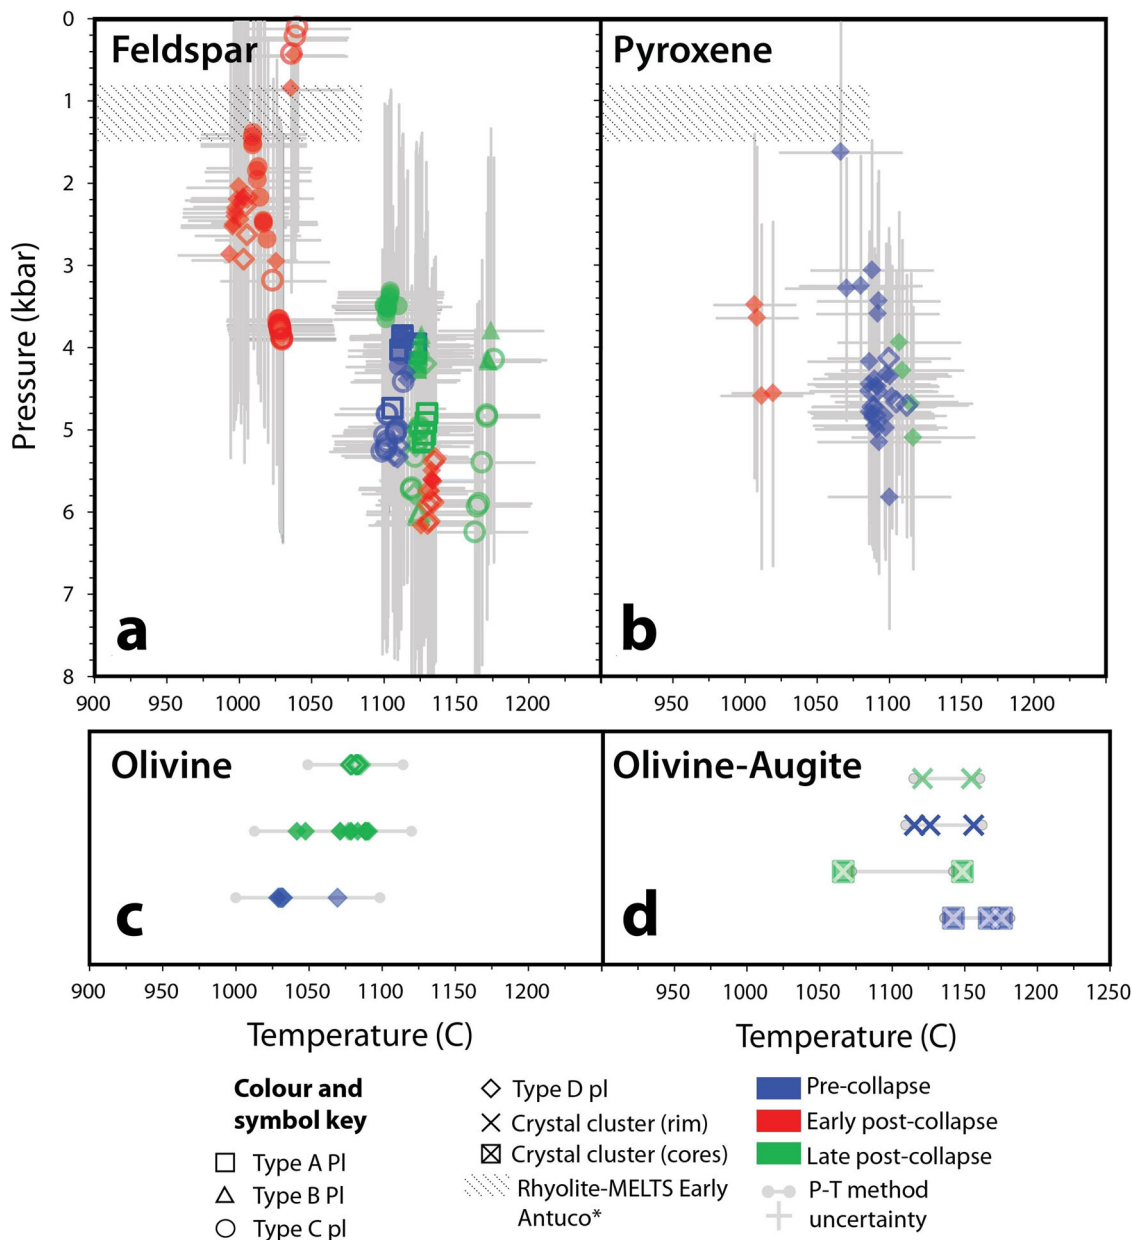 Feldspar
Pyroxene
0
1
2
3
4
5
6
7
8
Pressure (kbar)
a
b
900 950 1000 1050 1100 1150 1200
900 950 1000 1050 1100 1150 1200
Olivine
Olivine-Augite
c
d
900 950 1000 1050 1100 1150 1200
900 950 1000 1050 1100 1150 1200 1250
Temperature (C)
Temperature (C)
Colour and
symbol key
Type A Pl
Type B Pl
Type C pl
Type D pl
Crystal cluster (rim)
Crystal cluster (cores)
Rhyolite-MELTS Early
Antuco*
Pre-collapse
Early post-collapse
Late post-collapse
P-T method
uncertainty